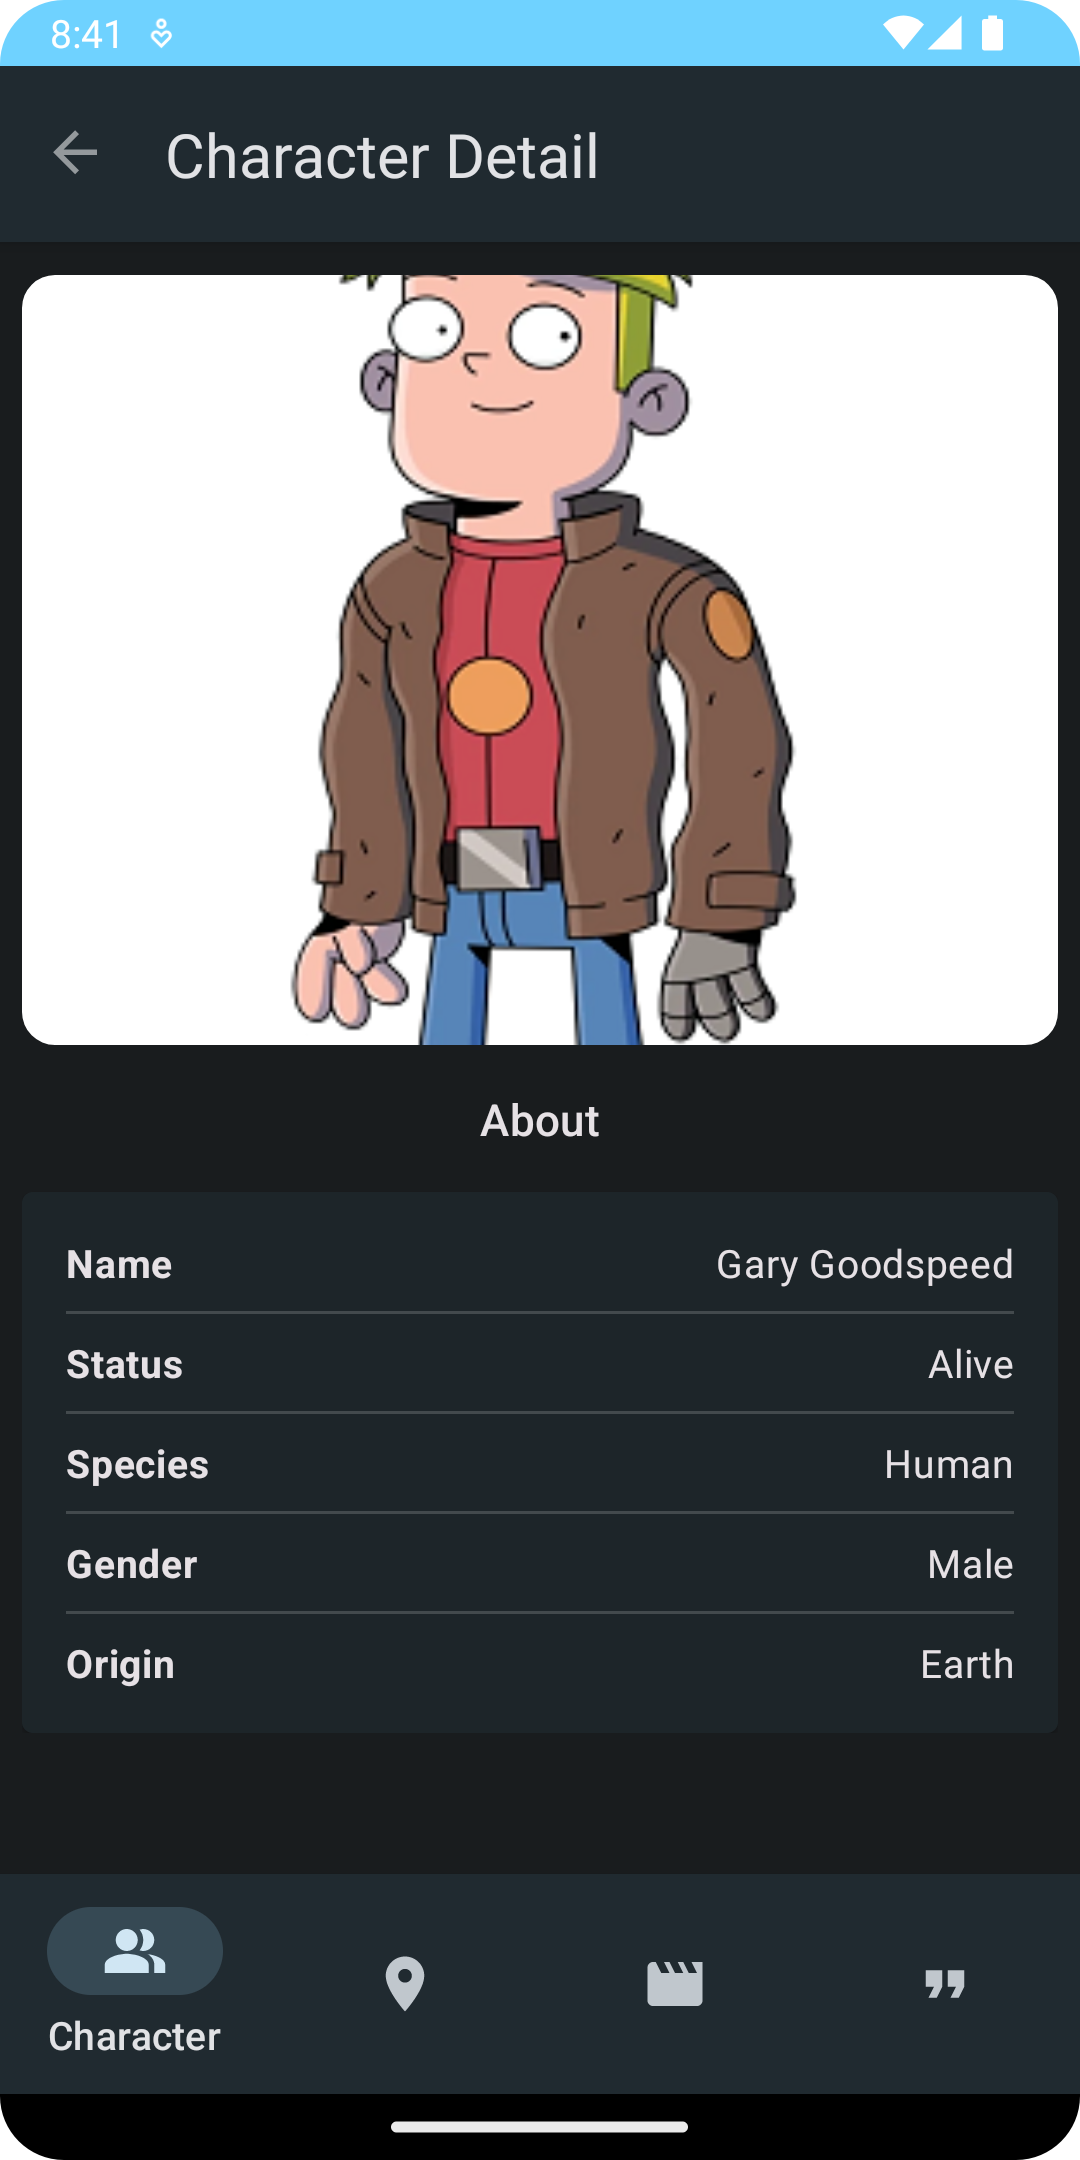 8:41
Character Detail
About
Name Gary Goodspeed
Status Alive
Species Human
Gender Male
Origin Earth
Character